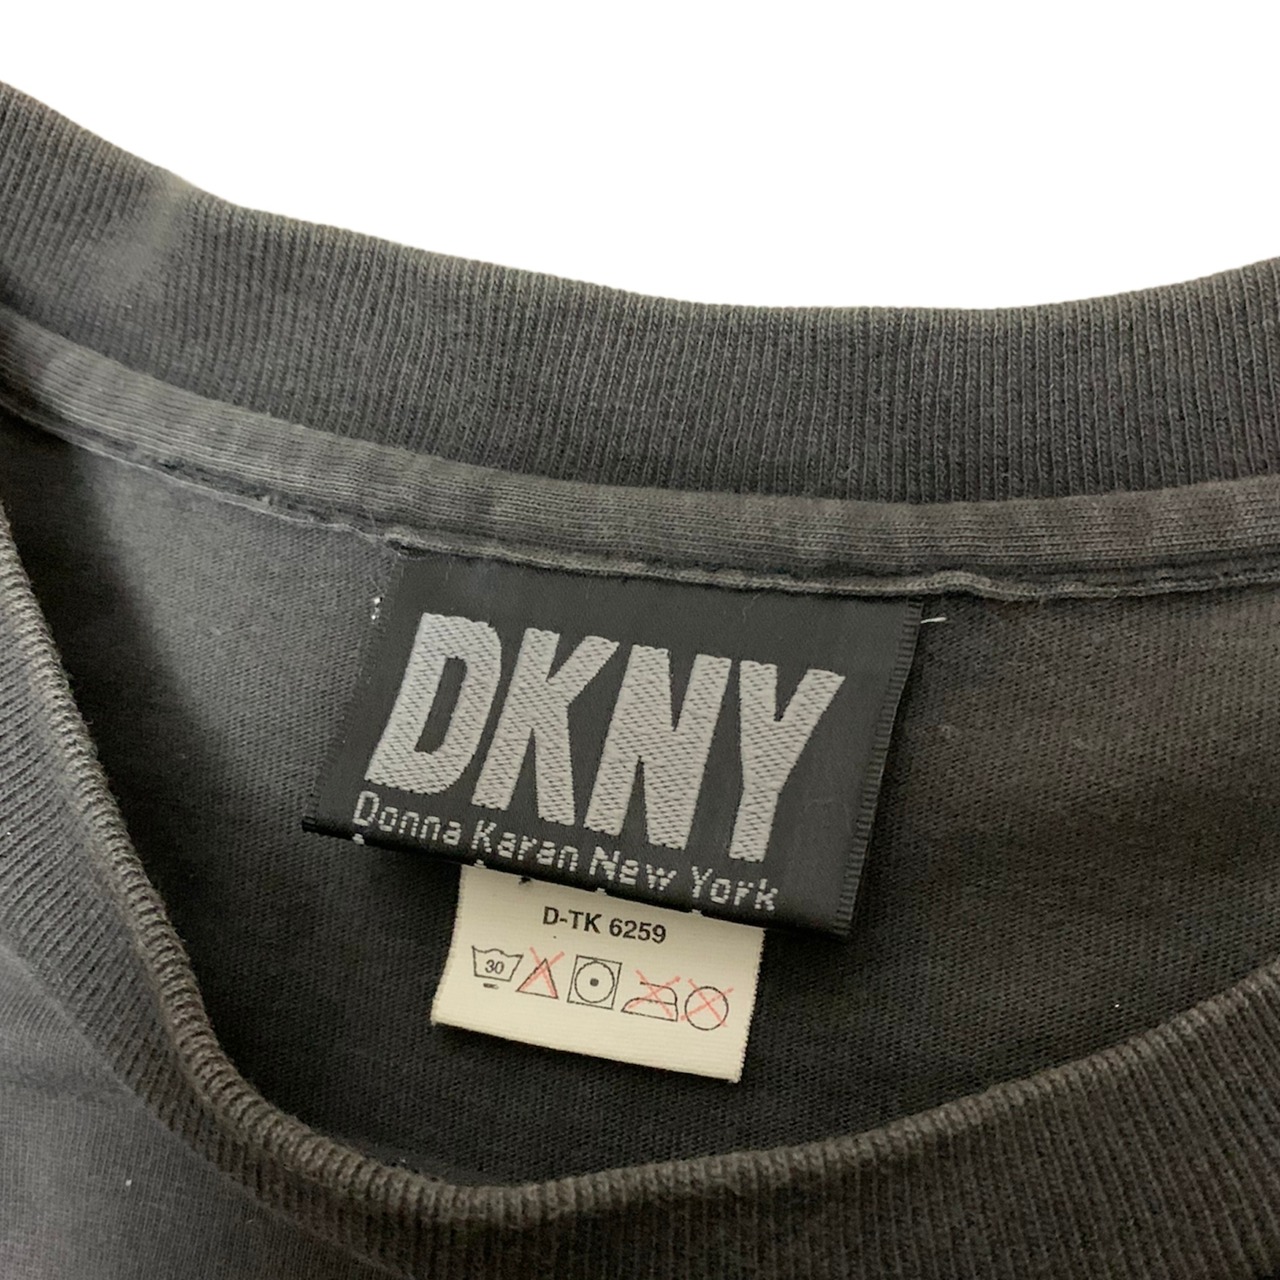 DKNY
Donna Karan New York
D-TK 6259
30